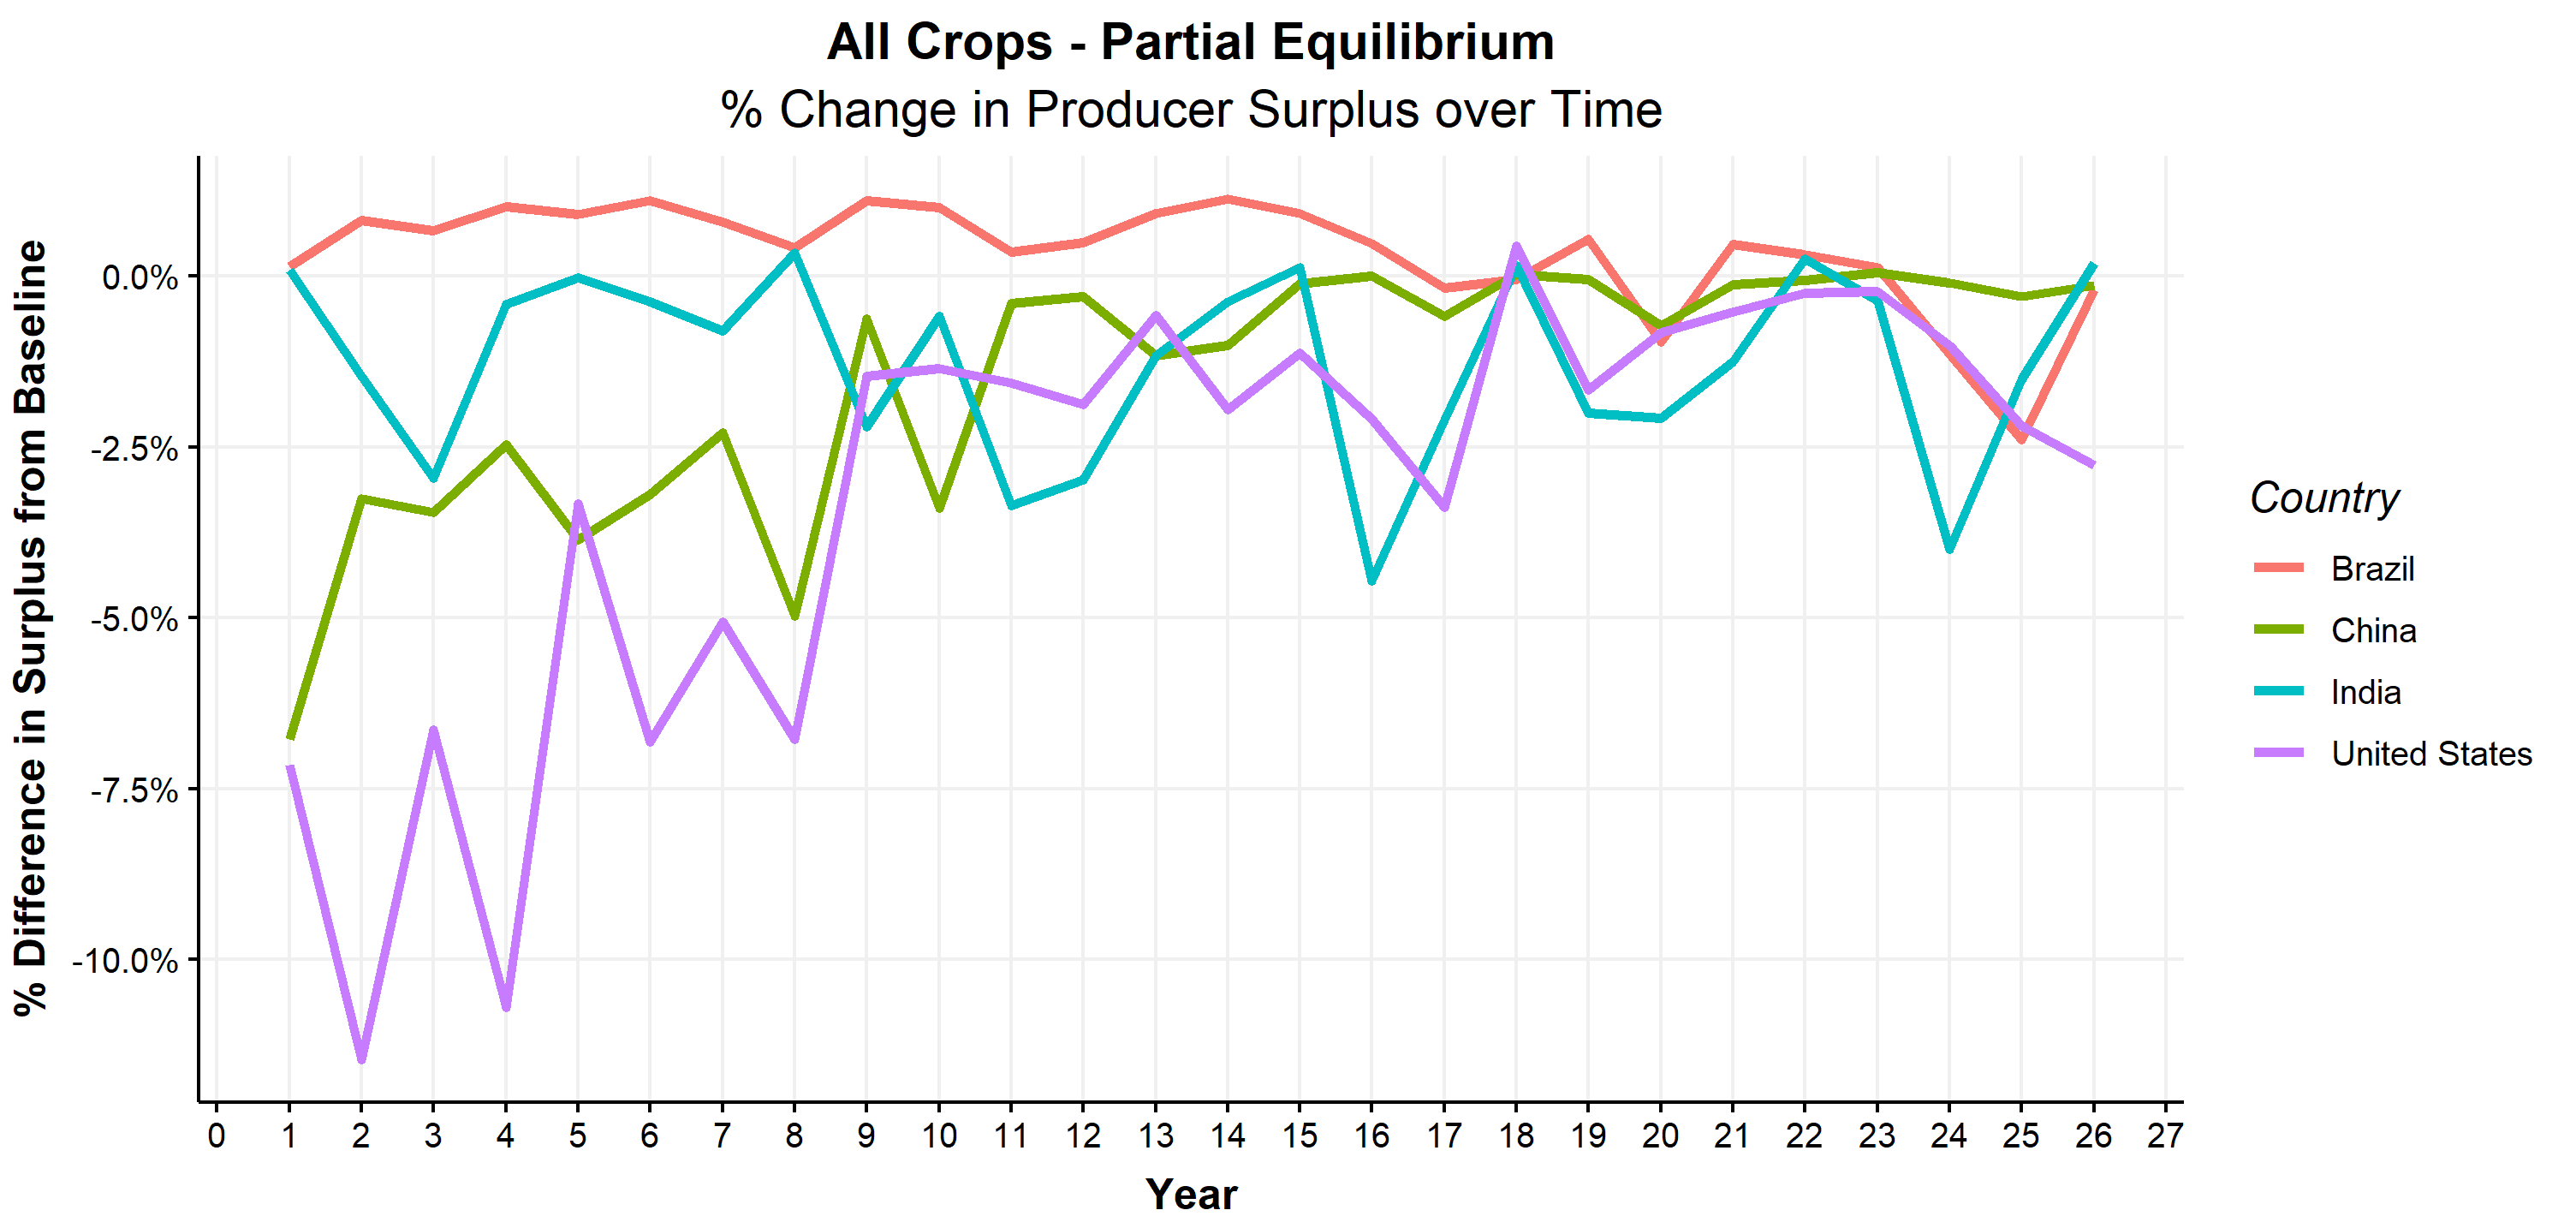 All Crops - Partial Equilibrium
% Change in Producer Surplus over Time
% Difference in Surplus from Baseline
0.0%
-2.5%
-5.0%
-7.5%
-10.0%
0 1 2 3 4 5 6 7 8 9 10 11 12 13 14 15 16 17 18 19 20 21 22 23 24 25 26 27
Year
Country
Brazil
China
India
United States